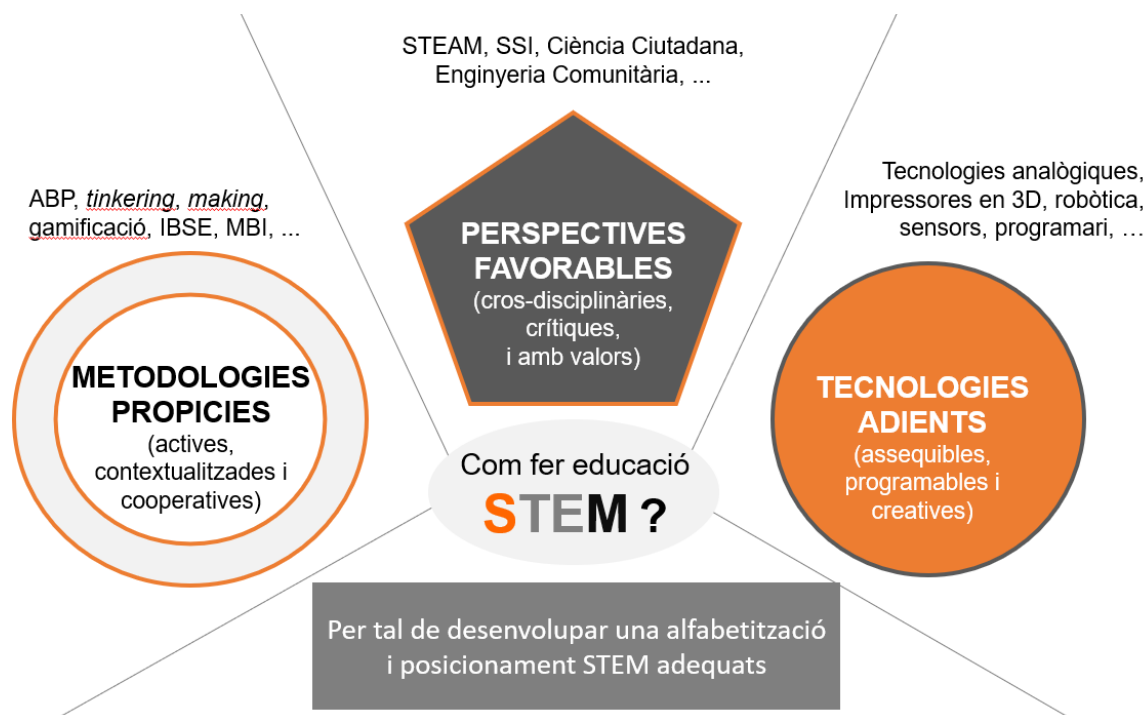 STEAM, SSI, Ciència Ciutadana,
Enginyeria Comunitària, ...
PERSPECTIVES
FAVORABLES
(cros-disciplinàries,
crítiques,
i amb valors)
ABP, tinkering, making,
gamificació, IBSE, MBI, ...
METODOLOGIES
PROPICIES
(actives,
contextualitzades i
cooperatives)
Tecnologies analògiques,
Impressores en 3D, robòtica,
sensors, programari, …
TECNOLOGIES
ADIENTS
(assequibles,
programables i
creatives)
Com fer educació
STEM ?
Per tal de desenvolupar una alfabetització
i posicionament STEM adequats